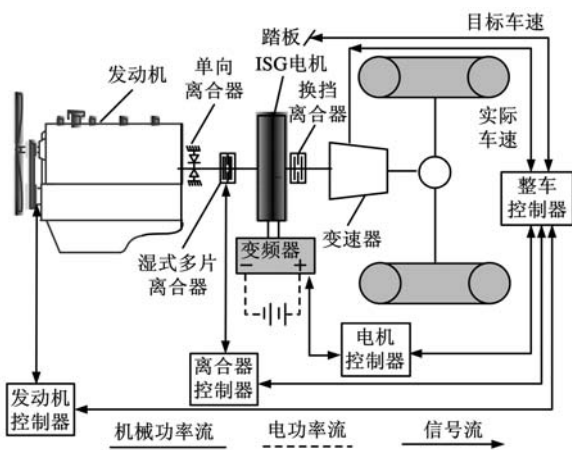 目标车速
踏板
ISG电机
单向
离合器
发动机
换挡
离合器
实际
车速
整车
控制器
变速器
湿式多片
离合器
变频器
− +
电机
控制器
离合器
控制器
发动机
控制器
机械功率流
电功率流
信号流